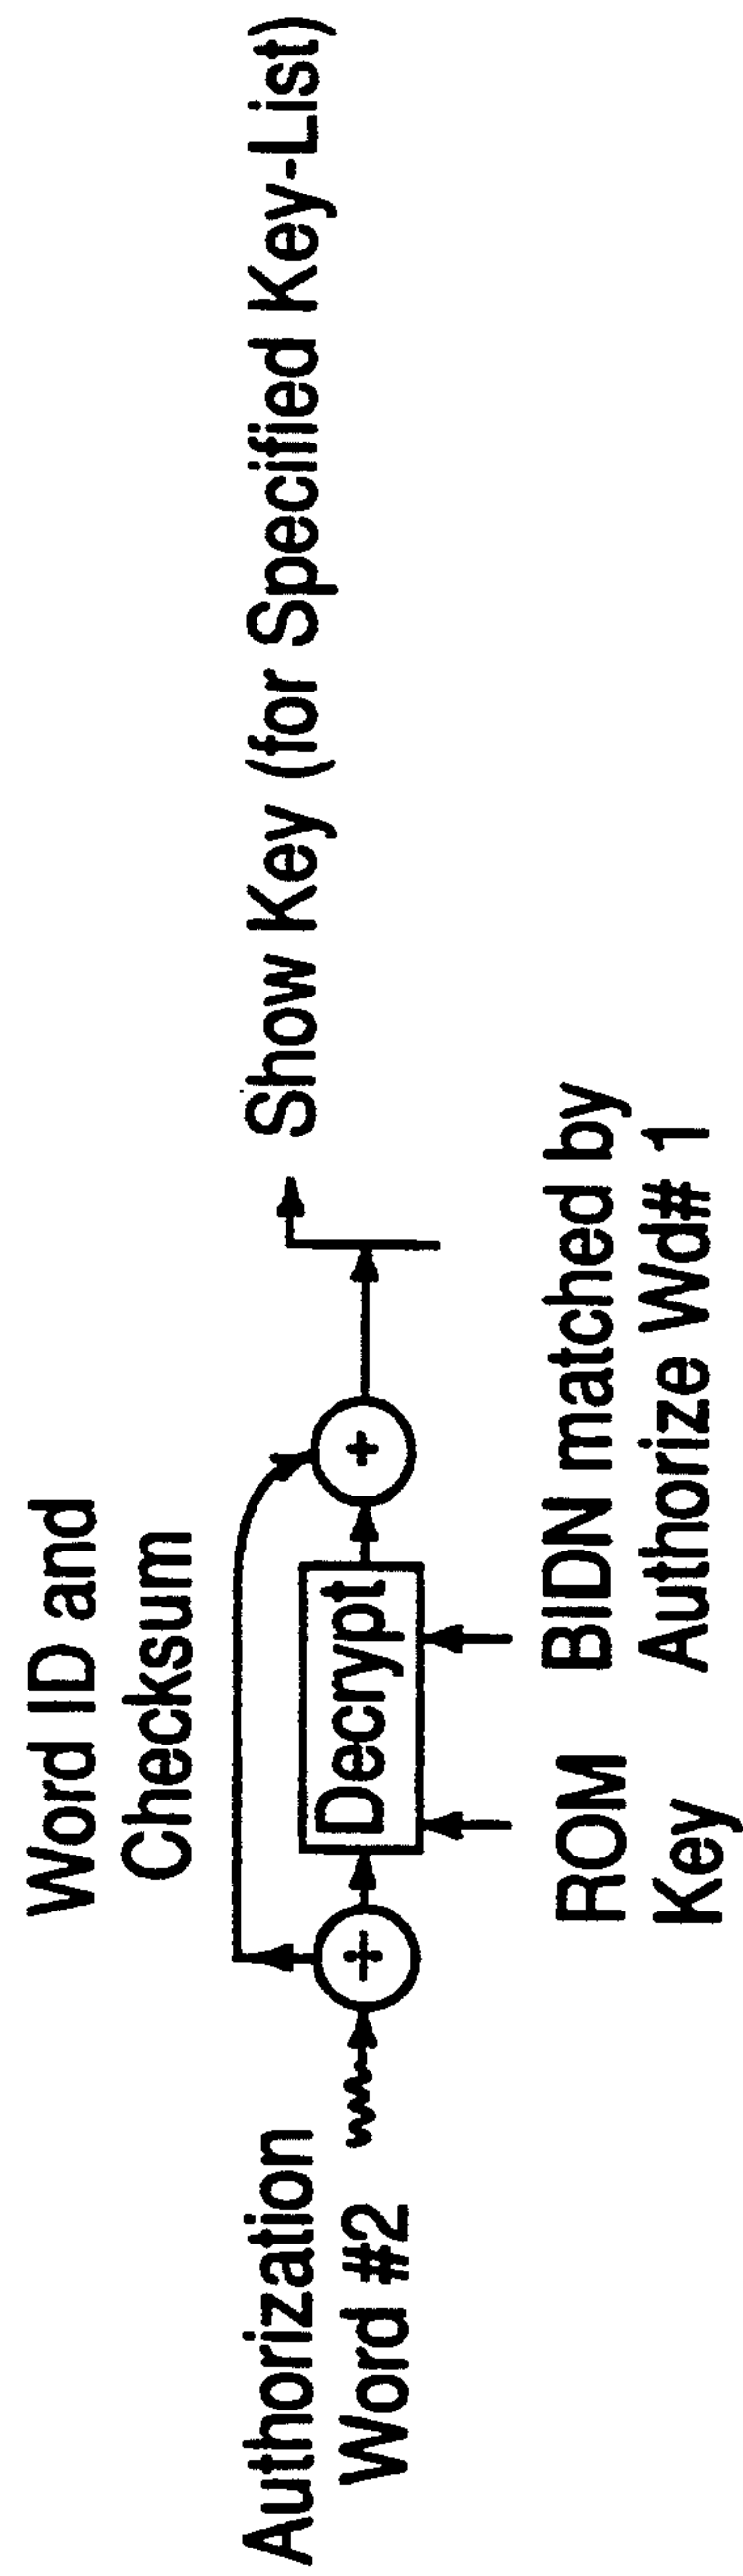 Authorization
Word #2
Word ID and
Checksum
÷
Decrypt
+
ROM
Key
BIDN matched by
Authorize Wd# 1
Show Key (for Specified Key-List)